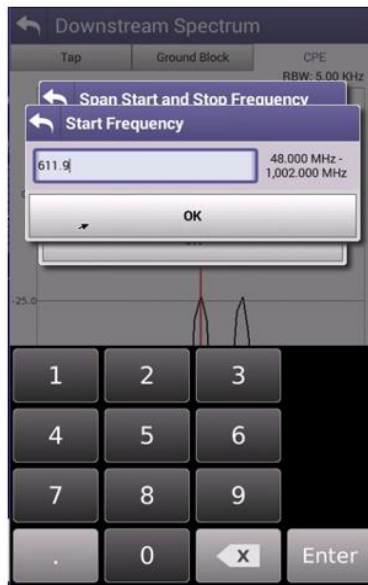 Downstream Spectrum
Tap
Ground Block
CPE
RBW: 5.00 KHz
Span Start and Stop Frequency
Start Frequency
611.9
48.000 MHz -
1,002.000 MHz
OK
-25.0
1
2
3
4
5
6
7
8
9
.
0
X
Enter